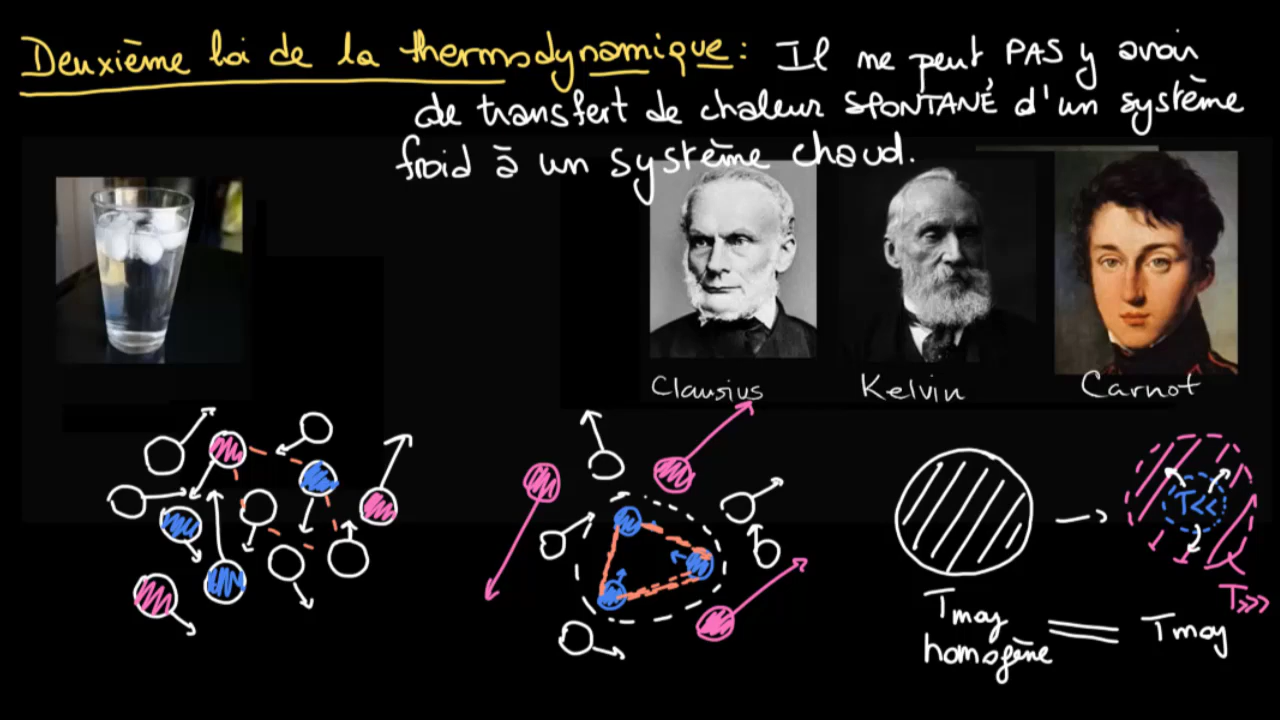 Deuxième loi de la thermodynamique : Il ne peut PAS y avoir
de transfert de chaleur SPONTANÉ d'un système
froid à un système chaud.
Clausius Kelvin Carnot
T<<
T>>>
Tmoy
homogène
Tmoy